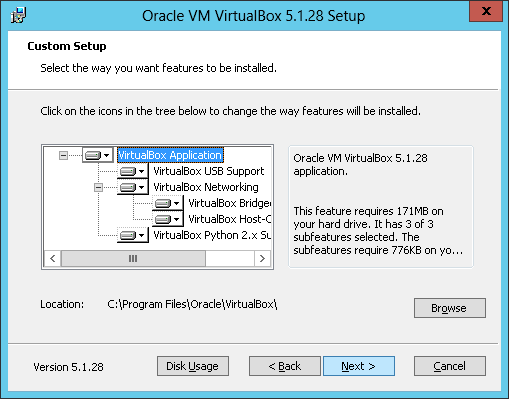 Oracle VM VirtualBox 5.1.28 Setup
Custom Setup
Select the way you want features to be installed.
Click on the icons in the tree below to change the way features will be installed.
VirtualBox Application
VirtualBox USB Support
VirtualBox Networking
VirtualBox Bridge
VirtualBox Host-
VirtualBox Python 2.x Su
Oracle VM VirtualBox 5.1.28
application.
This feature requires 171MB on
your hard drive. It has 3 of 3
subfeatures selected. The
subfeatures require 776KB on yo...
Location: C:\Program Files\Oracle\VirtualBox\
Browse
Version 5.1.28
Disk Usage
< Back
Next >
Cancel